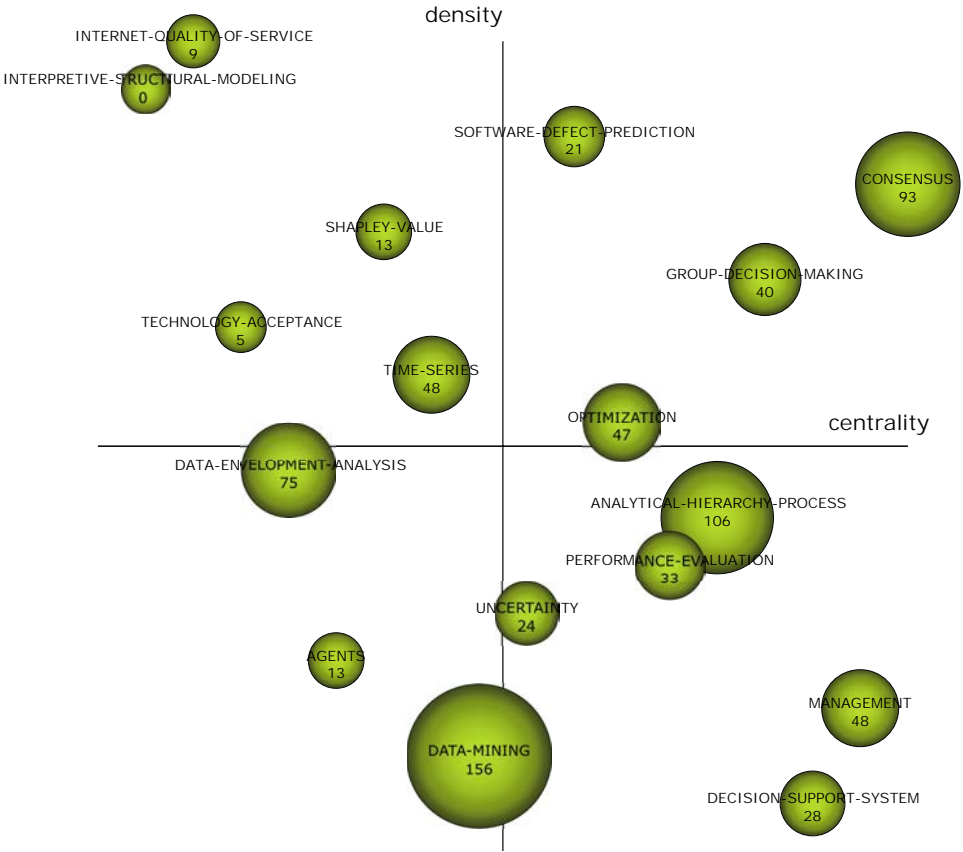 density
INTERNET-QUALITY-OF-SERVICE
9
INTERPRETIVE-STRUCTURAL-MODELING
0
SOFTWARE-DEFECT-PREDICTION
21
CONSENSUS
93
SHAPLEY-VALUE
13
GROUP-DECISION-MAKING
40
TECHNOLOGY-ACCEPTANCE
5
TIME-SERIES
48
OPTIMIZATION
47
centrality
DATA-ENVELOPMENT-ANALYSIS
75
ANALYTICAL-HIERARCHY-PROCESS
106
PERFORMANCE-EVALUATION
33
UNCERTAINTY
24
AGENTS
13
MANAGEMENT
48
DATA-MINING
156
DECISION-SUPPORT-SYSTEM
28